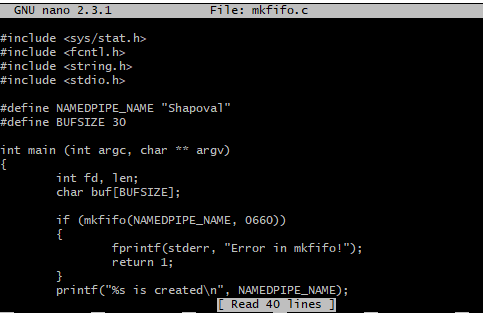 GNU nano 2.3.1                File: mkfifo.c

#include <sys/stat.h>
#include <fcntl.h>
#include <string.h>
#include <stdio.h>

#define NAMEDPIPE_NAME "Shapoval"
#define BUFSIZE 30

int main (int argc, char ** argv)
{
        int fd, len;
        char buf[BUFSIZE];

        if (mkfifo(NAMEDPIPE_NAME, 0660))
        {
                fprintf(stderr, "Error in mkfifo!");
                return 1;
        }
        printf("%s is created\n", NAMEDPIPE_NAME);
[ Read 40 lines ]